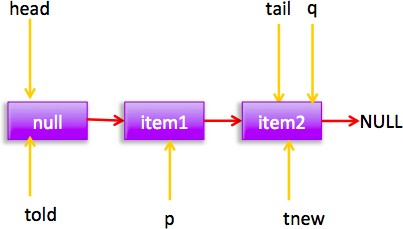 head tail q
null item1 item2 NULL
told p tnew